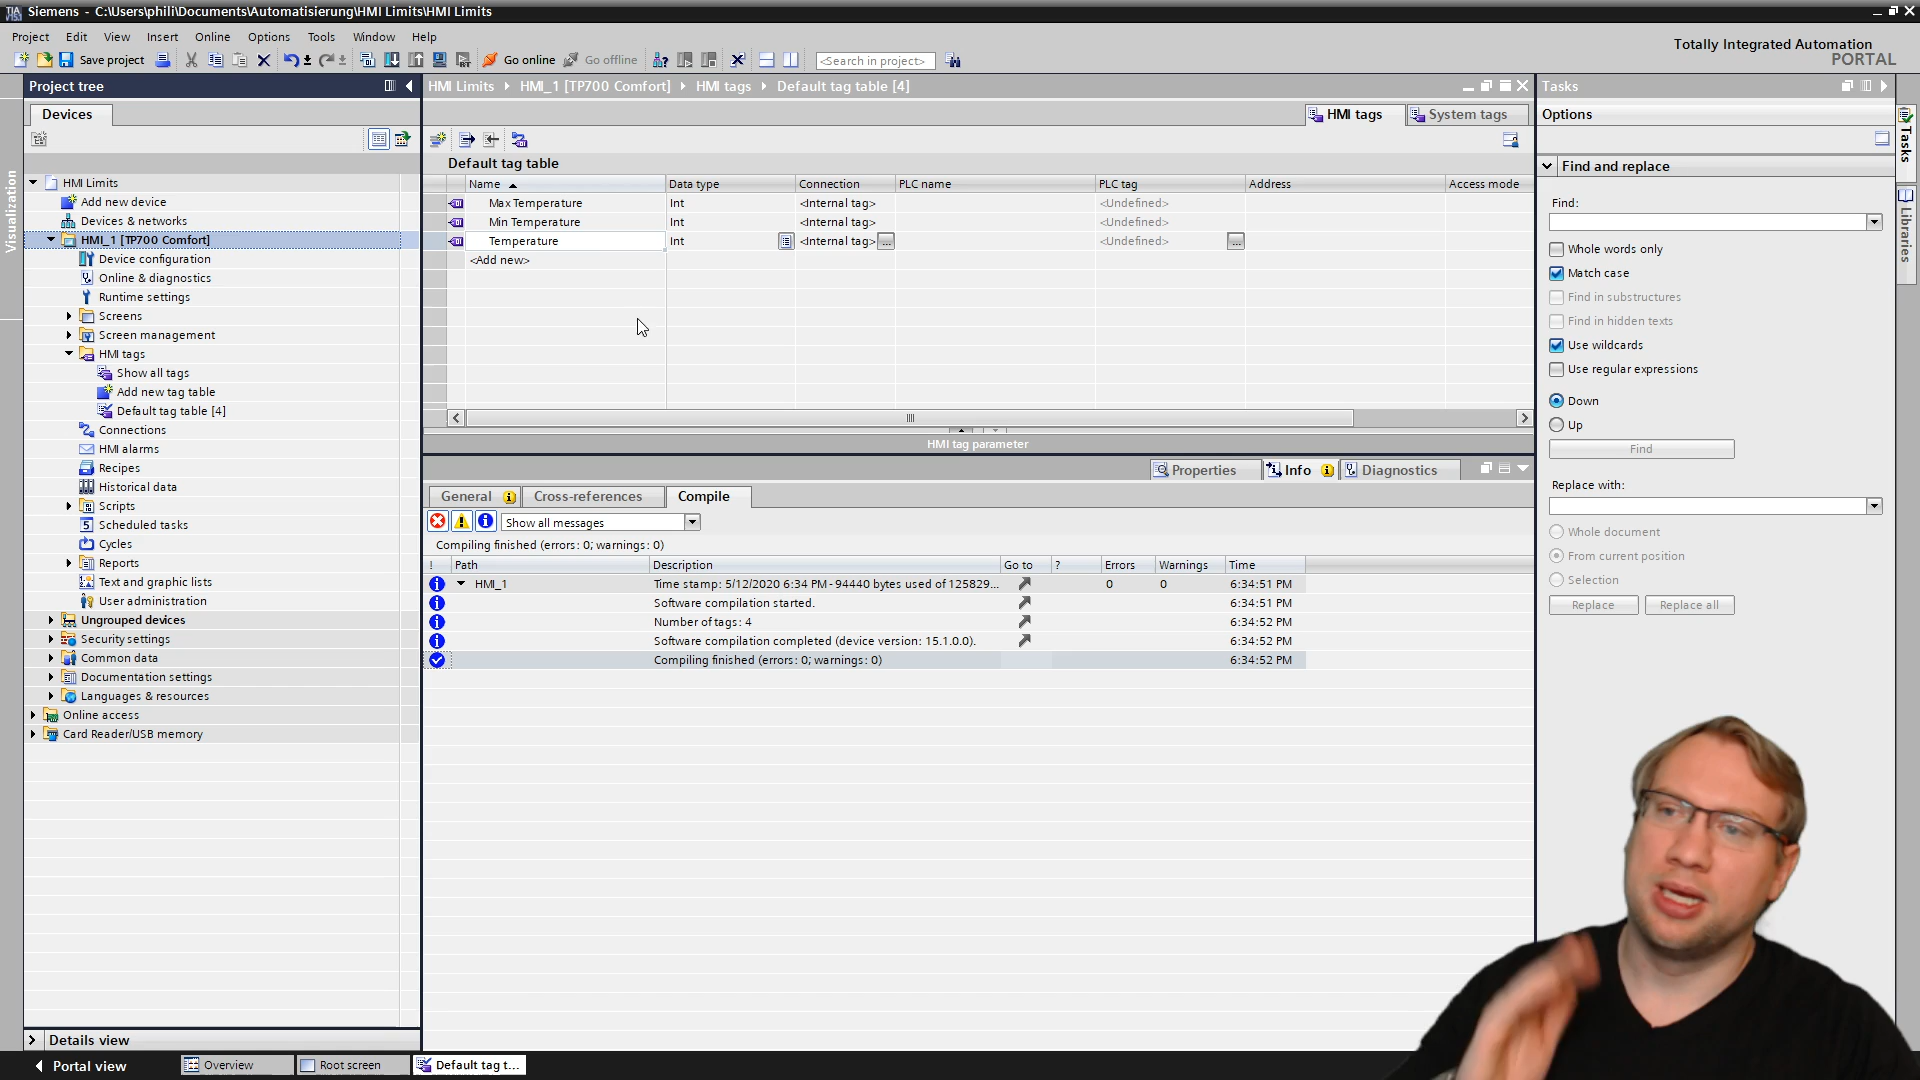 Siemens - C:\Users\phili\Documents\Automatisierung\HMI Limits\HMI Limits
Project Edit View Insert Online Options Tools Window Help
Totally Integrated Automation
PORTAL
Save project
Go online
Go offline
<Search in project>
Project tree
Devices
Visualization
HMI Limits
Add new device
Devices & networks
HMI_1 [TP700 Comfort]
Device configuration
Online & diagnostics
Runtime settings
Screens
Screen management
HMI tags
Show all tags
Add new tag table
Default tag table [4]
Connections
HMI alarms
Recipes
Historical data
Scripts
Scheduled tasks
Cycles
Reports
Text and graphic lists
User administration
Ungrouped devices
Security settings
Common data
Documentation settings
Languages & resources
Online access
Card Reader/USB memory
Details view
HMI Limits HMI_1 [TP700 Comfort] HMI tags Default tag table [4]
HMI tags System tags
Default tag table
Name Data type Connection PLC name PLC tag Address Access mode
Max Temperature Int <Internal tag> <Undefined>
Min Temperature Int <Internal tag> <Undefined>
Temperature Int <Internal tag> ... <Undefined> ...
<Add new>
HMI tag parameter
Properties Info Diagnostics
General Cross-references Compile
Show all messages
Compiling finished (errors: 0; warnings: 0)
! Path Description Go to ? Errors Warnings Time
HMI_1 Time stamp: 5/12/2020 6:34 PM - 94440 bytes used of 125829... 0 0 6:34:51 PM
Software compilation started. 6:34:51 PM
Number of tags: 4 6:34:52 PM
Software compilation completed (device version: 15.1.0.0). 6:34:52 PM
Compiling finished (errors: 0; warnings: 0) 6:34:52 PM
Tasks
Options
Find and replace
Find:
Whole words only
Match case
Find in substructures
Find in hidden texts
Use wildcards
Use regular expressions
Down
Up
Find
Replace with:
Whole document
From current position
Selection
Replace Replace all
Tasks
Libraries
Portal view Overview Root screen Default tag t...